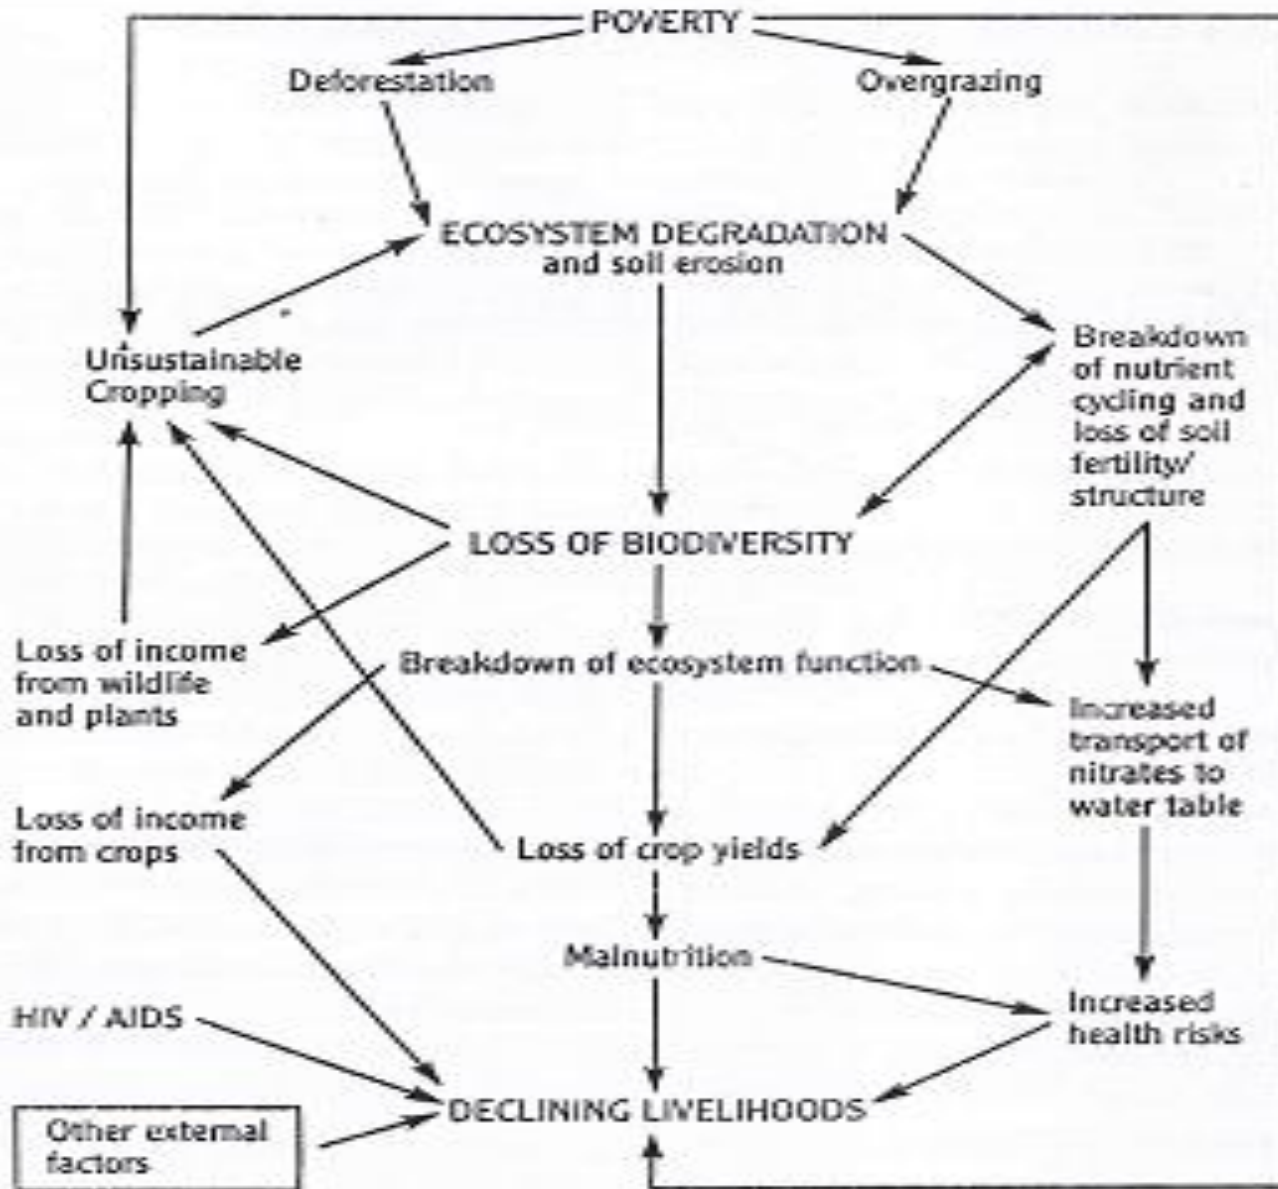 POVERTY
Deforestation
Overgrazing
ECOSYSTEM DEGRADATION
and soil erosion
Unsustainable
Cropping
Breakdown
of nutrient
cycling and
loss of soil
fertility/
structure
LOSS OF BIODIVERSITY
Loss of income
from wildlife
and plants
Breakdown of ecosystem function
Increased
transport of
nitrates to
water table
Loss of income
from crops
Loss of crop yields
Malnutrition
HIV / AIDS
Increased
health risks
DECLINING LIVELIHOODS
Other external
factors